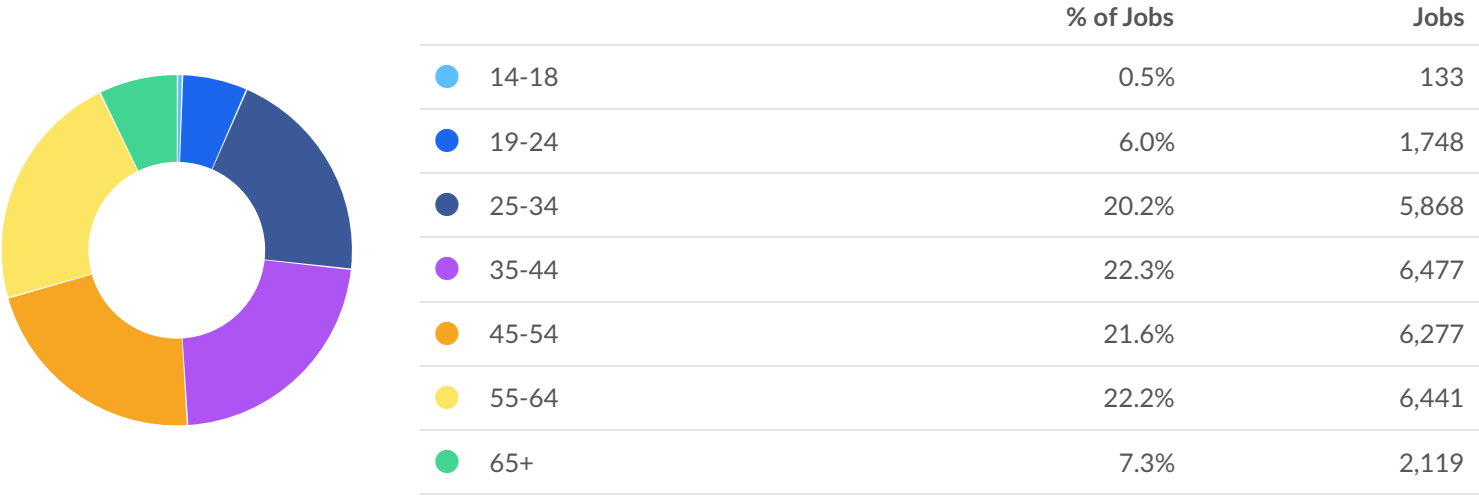 % of Jobs Jobs
14-18 0.5% 133
19-24 6.0% 1,748
25-34 20.2% 5,868
35-44 22.3% 6,477
45-54 21.6% 6,277
55-64 22.2% 6,441
65+ 7.3% 2,119